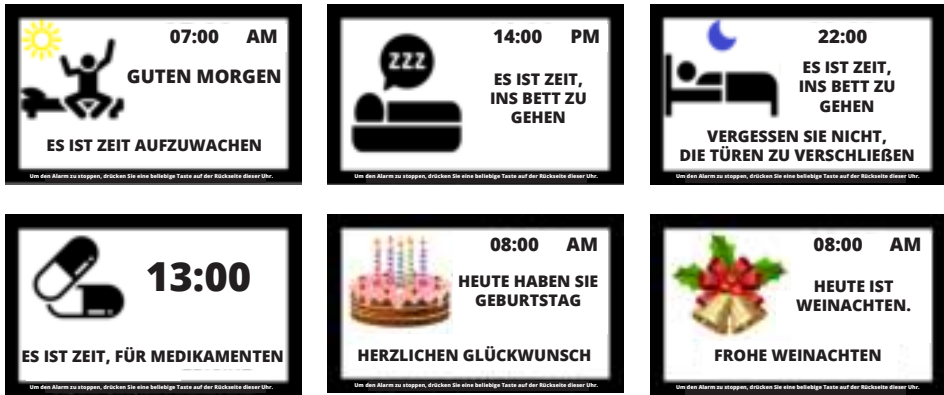 07:00 AM
GUTEN MORGEN
ES IST ZEIT AUFZUWACHEN
Um den Alarm zu stoppen, drücken Sie eine beliebige Taste auf der Rückseite dieser Uhr.
ZZZ
14:00 PM
ES IST ZEIT,
INS BETT ZU
GEHEN
Um den Alarm zu stoppen, drücken Sie eine beliebige Taste auf der Rückseite dieser Uhr.
22:00
ES IST ZEIT,
INS BETT ZU
GEHEN
VERGESSEN SIE NICHT,
DIE TÜREN ZU VERSCHLIEßEN
Um den Alarm zu stoppen, drücken Sie eine beliebige Taste auf der Rückseite dieser Uhr.
13:00
ES IST ZEIT, FÜR MEDIKAMENTEN
Um den Alarm zu stoppen, drücken Sie eine beliebige Taste auf der Rückseite dieser Uhr.
08:00 AM
HEUTE HABEN SIE
GEBURTSTAG
HERZLICHEN GLÜCKWUNSCH
Um den Alarm zu stoppen, drücken Sie eine beliebige Taste auf der Rückseite dieser Uhr.
08:00 AM
HEUTE IST
WEINACHTEN.
FROHE WEINACHTEN
Um den Alarm zu stoppen, drücken Sie eine beliebige Taste auf der Rückseite dieser Uhr.